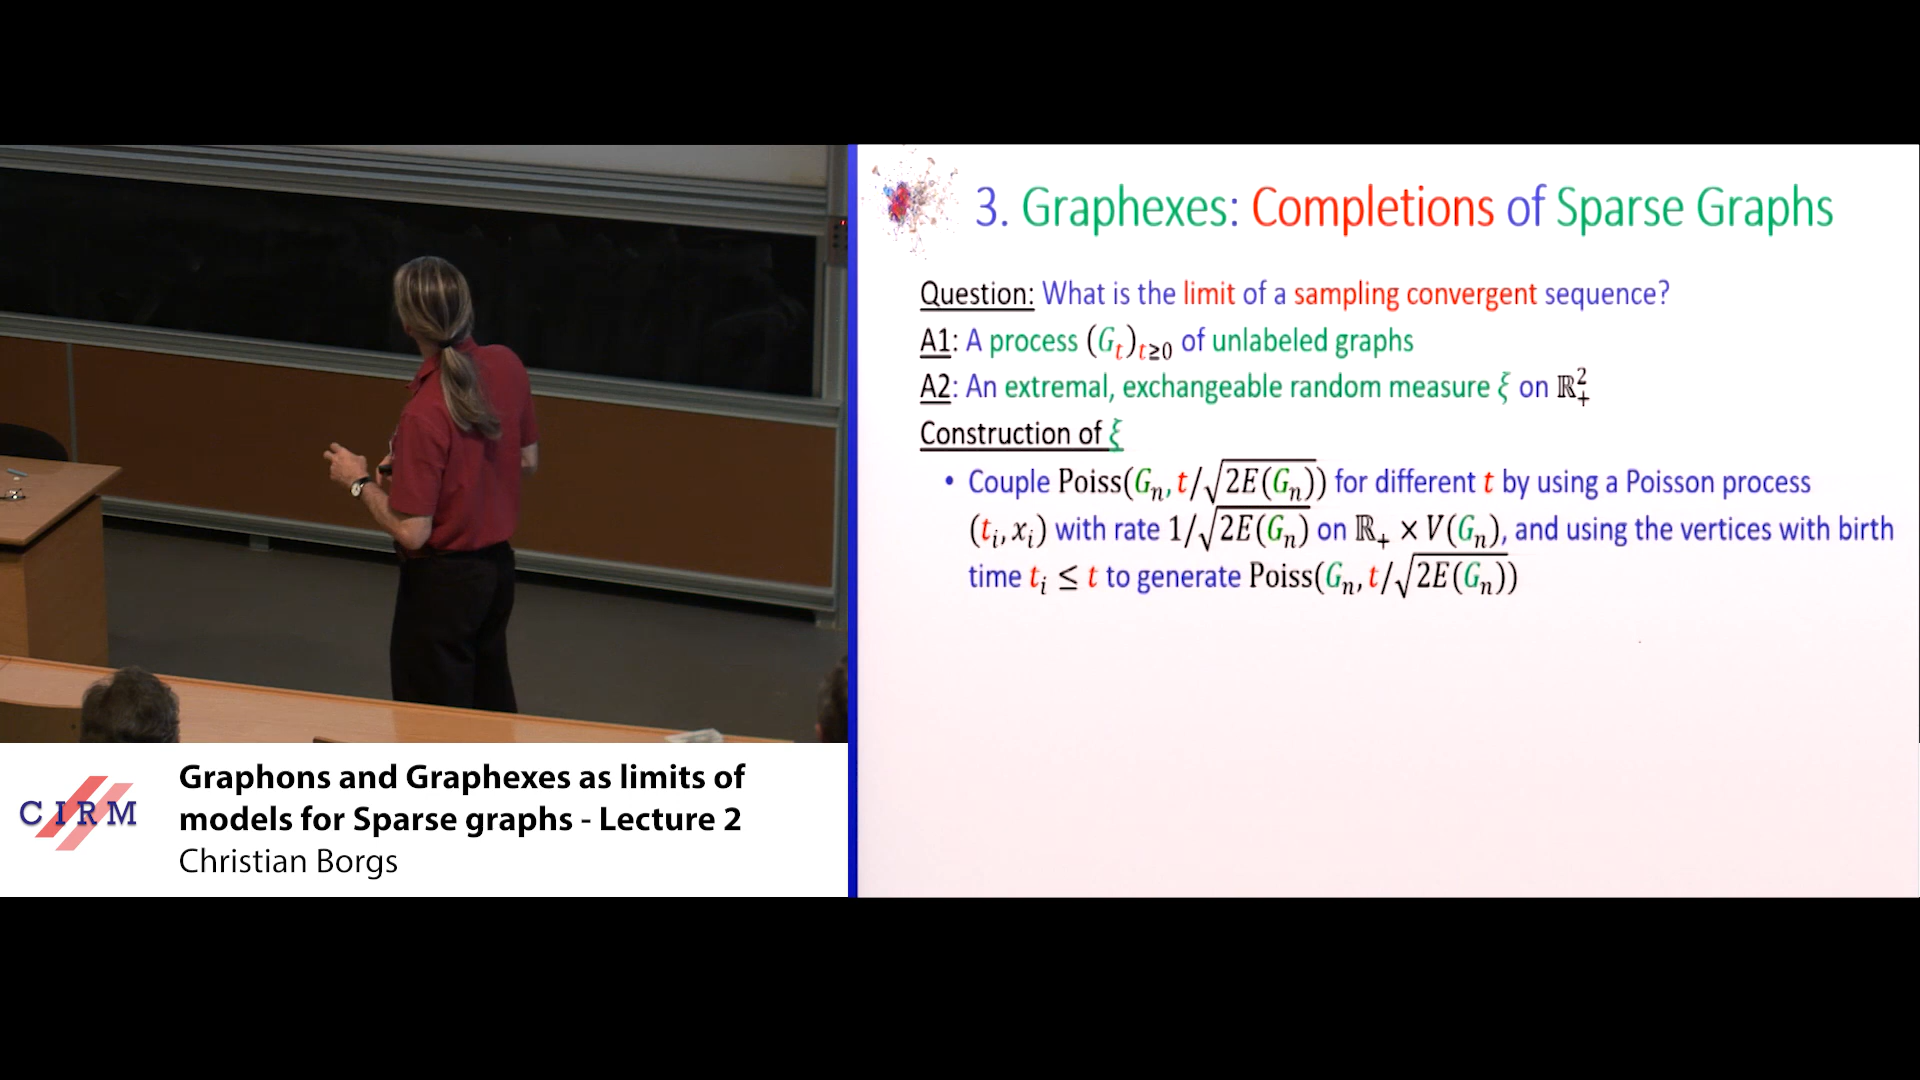 3. Graphexes: Completions of Sparse Graphs
Question: What is the limit of a sampling convergent sequence?
A1: A process (G_t)_{t≥0} of unlabeled graphs
A2: An extremal, exchangeable random measure ξ on ℝ₊²
Construction of ξ
• Couple Poiss(G_n, t/√2E(G_n)) for different t by using a Poisson process
(t_i, x_i) with rate 1/√2E(G_n) on ℝ₊ × V(G_n), and using the vertices with birth
time t_i ≤ t to generate Poiss(G_n, t/√2E(G_n))
CIRM
Graphons and Graphexes as limits of
models for Sparse graphs - Lecture 2
Christian Borgs